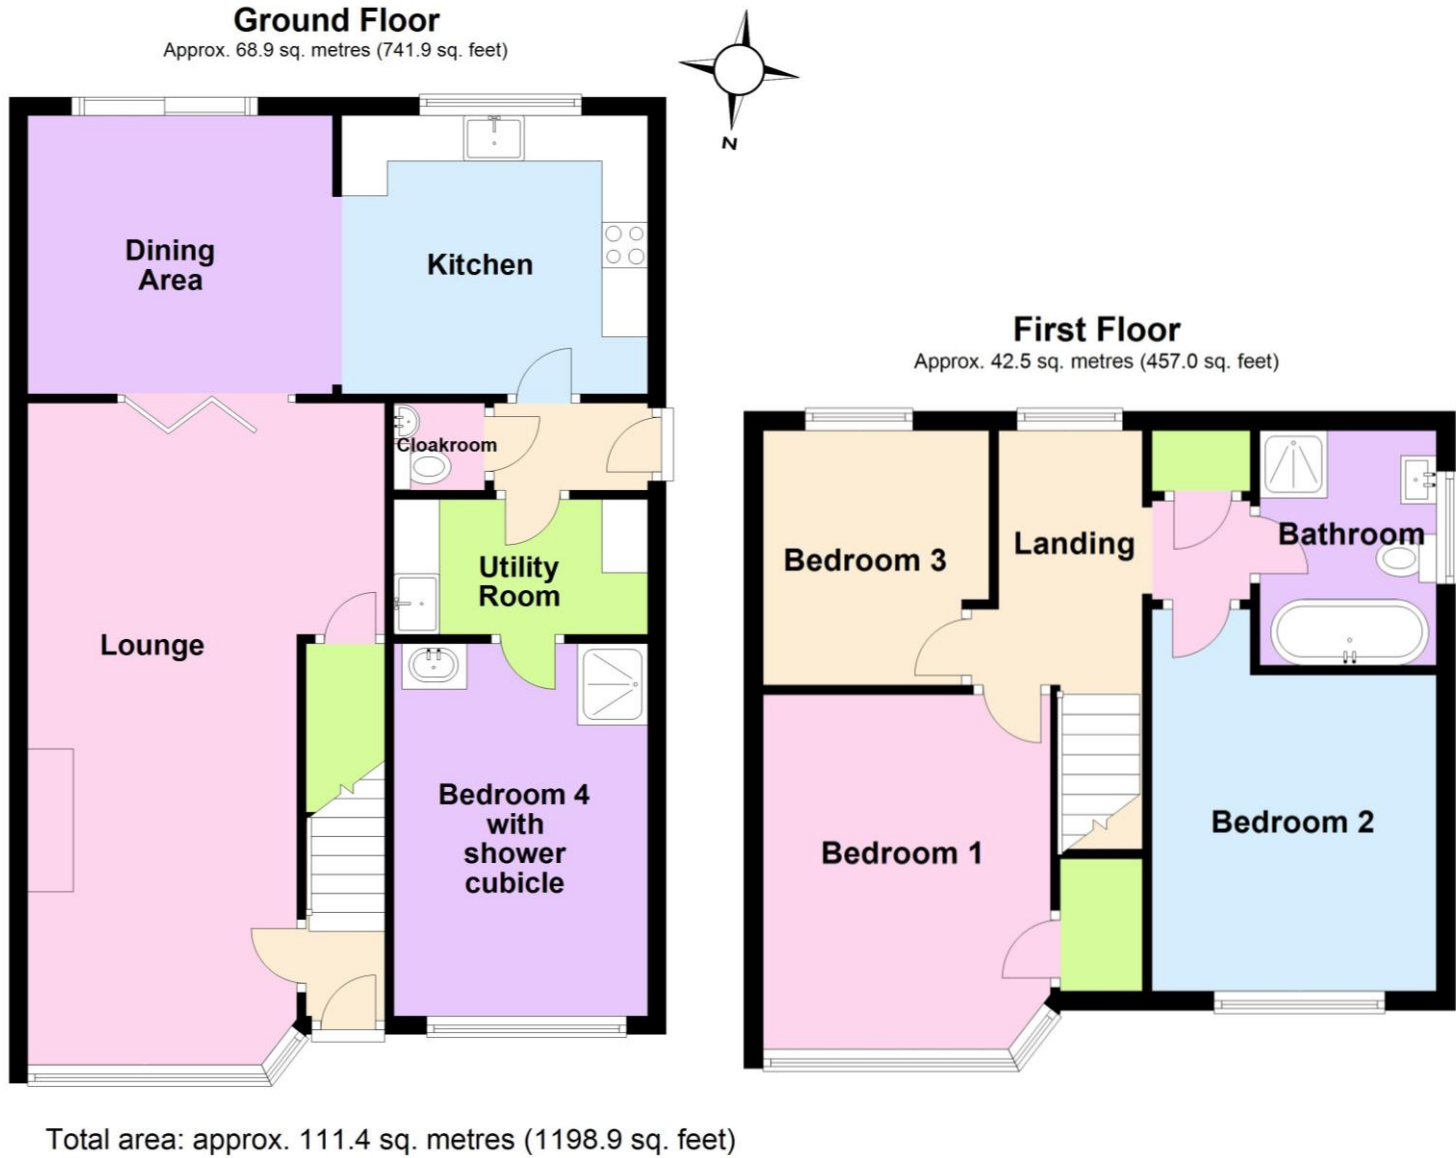 Ground Floor
Approx. 68.9 sq. metres (741.9 sq. feet)
N
Dining
Area
Kitchen
Cloakroom
Utility
Room
Lounge
Bedroom 4
with
shower
cubicle
First Floor
Approx. 42.5 sq. metres (457.0 sq. feet)
Bedroom 3
Landing
Bathroom
Bedroom 1
Bedroom 2
Total area: approx. 111.4 sq. metres (1198.9 sq. feet)